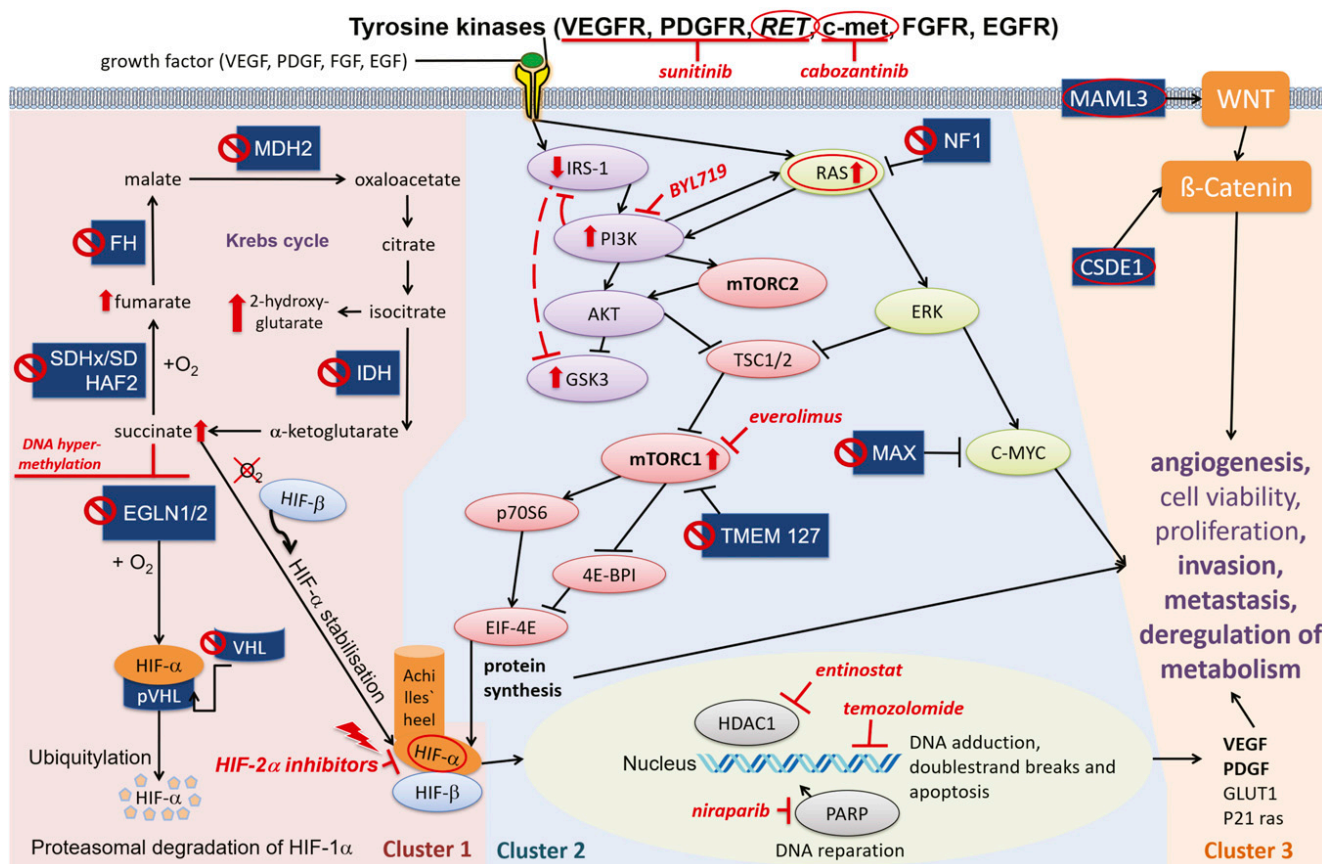 Tyrosine kinases (VEGFR, PDGFR, RET, c-met, FGFR, EGFR)
growth factor (VEGF, PDGF, FGF, EGF)
sunitinib
cabozantinib
MDH2
malate
oxaloacetate
FH
Krebs cycle
citrate
fumarate
2-hydroxy-
glutarate
isocitrate
SDHx/SD
HAF2
+O2
IDH
succinate
α-ketoglutarate
DNA hyper-
methylation
O2
HIF-β
EGLN1/2
+ O2
HIF-α stabilisation
VHL
HIF-α
pVHL
Ubiquitylation
HIF-α
Proteasomal degradation of HIF-1α
Achi
lles`
heel
HIF-2α inhibitors
HIF-α
HIF-β
Cluster 1
IRS-1
BYL719
RAS
NF1
PI3K
mTORC2
AKT
ERK
TSC1/2
GSK3
everolimus
mTORC1
MAX
C-MYC
p70S6
TMEM 127
4E-BPI
EIF-4E
protein
synthesis
entinostat
HDAC1
temozolomide
Nucleus
DNA adduction,
doublestrand breaks and
apoptosis
niraparib
PARP
DNA reparation
Cluster 2
MAML3
WNT
ß-Catenin
CSDE1
angiogenesis,
cell viability,
proliferation,
invasion,
metastasis,
deregulation of
metabolism
VEGF
PDGF
GLUT1
P21 ras
Cluster 3